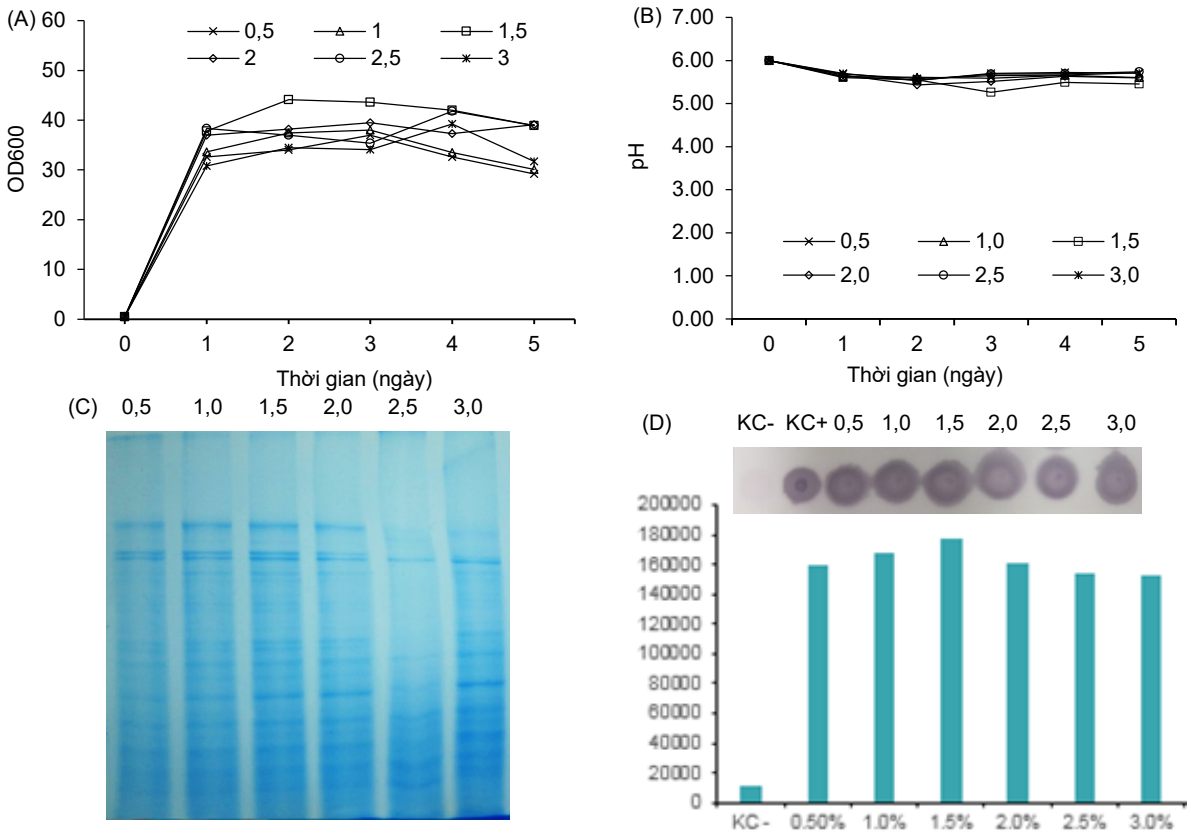 (A)
0,5 1 1,5
2 2,5 3
60
50
40
30
20
10
0
OD600
0 1 2 3 4 5
Thời gian (ngày)
(B)
7.00
6.00
5.00
4.00
3.00
2.00
1.00
0.00
pH
0,5 1,0 1,5
2,0 2,5 3,0
0 1 2 3 4 5
Thời gian (ngày)
(C) 0,5 1,0 1,5 2,0 2,5 3,0
(D) KC- KC+ 0,5 1,0 1,5 2,0 2,5 3,0
200000
180000
160000
140000
120000
100000
80000
60000
40000
20000
0
KC- 0.50% 1.0% 1.5% 2.0% 2.5% 3.0%